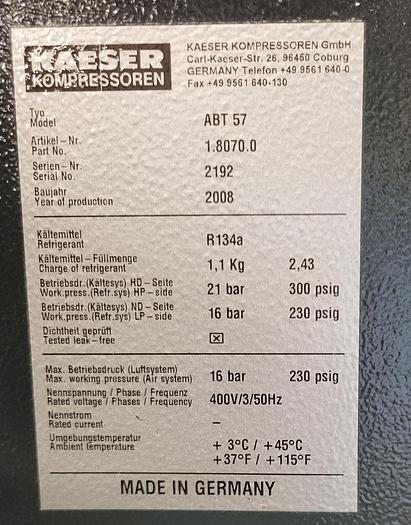 KAESER
KOMPRESSOREN
KAESER KOMPRESSOREN GmbH
Carl-Kaeser-Str. 26, 96450 Coburg
GERMANY Telefon +49 9561 640-0
Fax +49 9561 640-130
Typ
Model ABT 57
Artikel-Nr.
Part No. 1.8070.0
Serien-Nr.
Serial No. 2192
Baujahr
Year of production 2008
Kältemittel
Refrigerant R134a
Kältemittel-Füllmenge
Charge of refrigerant 1,1 Kg 2,43
Betriebsdr.(Kältesys) HD-Seite
Work.press.(Refr.sys) HP-side 21 bar 300 psig
Betriebsdr.(Kältesys) ND-Seite
Work.press.(Refr.sys) LP-side 16 bar 230 psig
Dichtheit geprüft
Tested leak-free ☒
Max. Betriebsdruck (Luftsystem)
Max. working pressure (Air system) 16 bar 230 psig
Nennspannung / Phase / Frequenz
Rated voltage / Phases / Frequency 400V/3/50Hz
Nennstrom
Rated current –
Umgebungstemperatur
Ambient temperature + 3°C / +45°C
+37°F / +115°F
MADE IN GERMANY